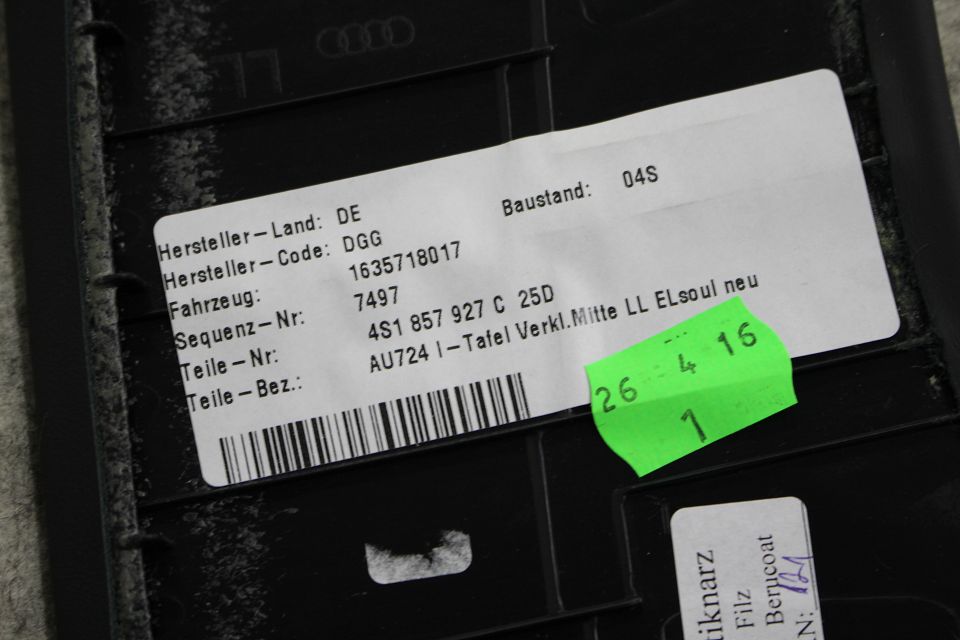 LL
Hersteller-Land: DE
Baustand: 04S
Hersteller-Code: DGG
Fahrzeug: 1635718017
Sequenz-Nr: 7497
Teile-Nr: 4S1 857 927 C 25D
Teile-Bez.: AU724 I-Tafel Verkl.Mitte LL ELsoul neu
26 4 16
1
Filz
Berucoat